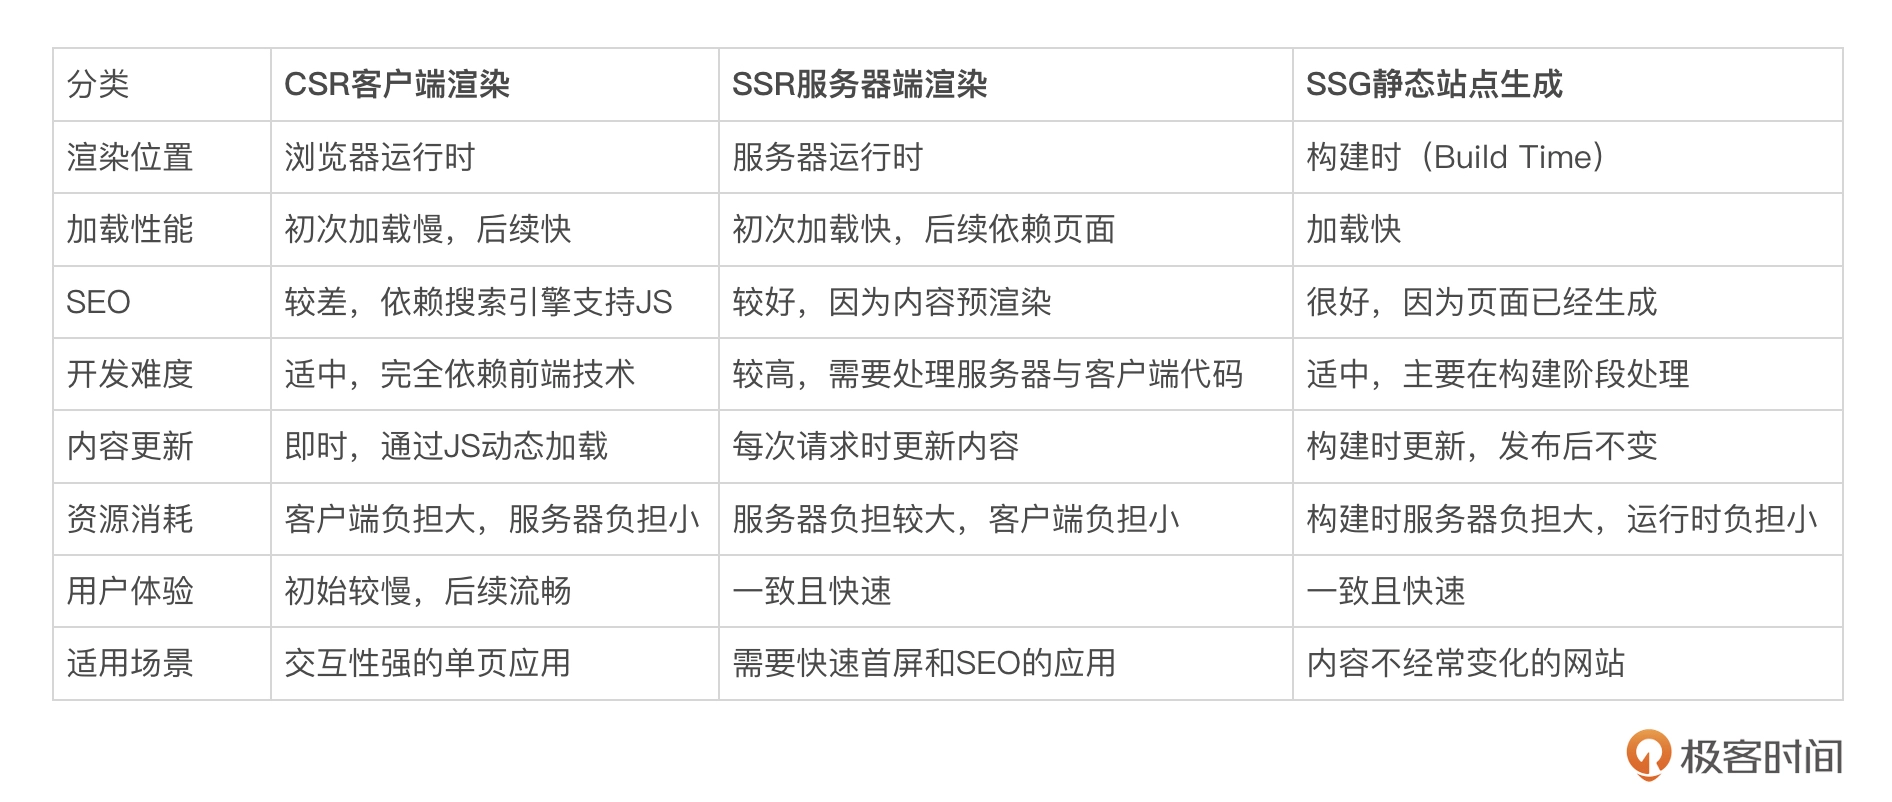 分类 CSR客户端渲染 SSR服务器端渲染 SSG静态站点生成
渲染位置 浏览器运行时 服务器运行时 构建时（Build Time）
加载性能 初次加载慢，后续快 初次加载快，后续依赖页面 加载快
SEO 较差，依赖搜索引擎支持JS 较好，因为内容预渲染 很好，因为页面已经生成
开发难度 适中，完全依赖前端技术 较高，需要处理服务器与客户端代码 适中，主要在构建阶段处理
内容更新 即时，通过JS动态加载 每次请求时更新内容 构建时更新，发布后不变
资源消耗 客户端负担大，服务器负担小 服务器负担较大，客户端负担小 构建时服务器负担大，运行时负担小
用户体验 初始较慢，后续流畅 一致且快速 一致且快速
适用场景 交互性强的单页应用 需要快速首屏和SEO的应用 内容不经常变化的网站
极客时间